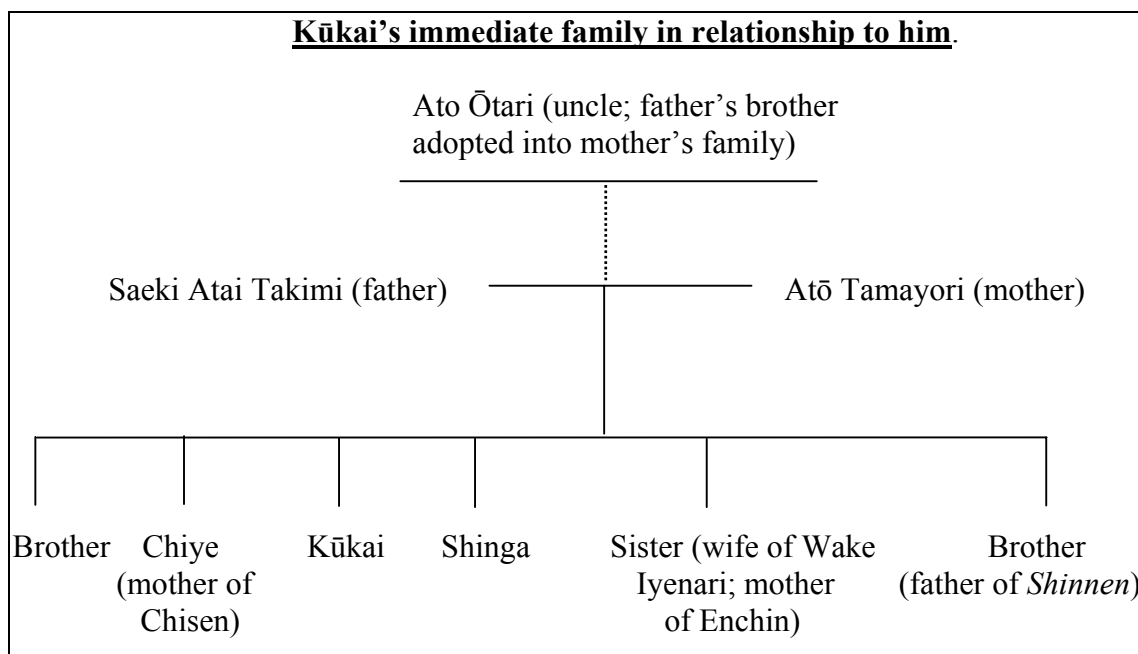 Kūkai’s immediate family in relationship to him.
Ato Ōtari (uncle; father’s brother
adopted into mother’s family)
Saeki Atai Takimi (father)
Atō Tamayori (mother)
Brother
Chiye
(mother of
Chisen)
Kūkai
Shinga
Sister (wife of Wake
Iyenari; mother
of Enchin)
Brother
(father of Shinnen)